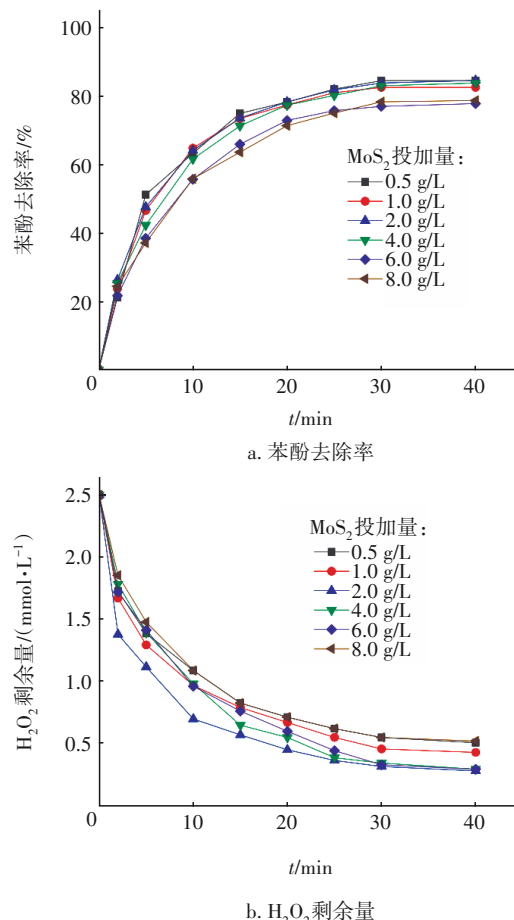 100
80
60
40
20
0
苯酚去除率/%
MoS₂投加量：
0.5 g/L
1.0 g/L
2.0 g/L
4.0 g/L
6.0 g/L
8.0 g/L
10 20 30 40
t/min
a. 苯酚去除率
2.5
2.0
1.5
1.0
0.5
0
H₂O₂剩余量/(mmol·L⁻¹)
MoS₂投加量：
0.5 g/L
1.0 g/L
2.0 g/L
4.0 g/L
6.0 g/L
8.0 g/L
10 20 30 40
t/min
b. H₂O₂剩余量